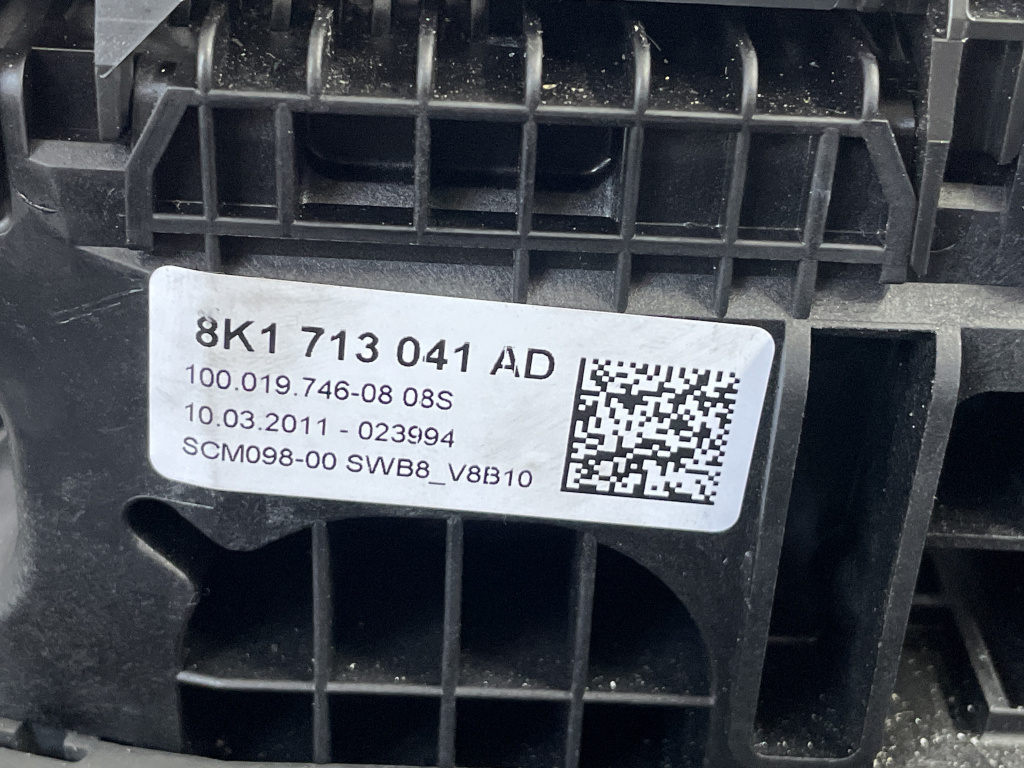 8K1 713 041 AD
100.019.746-08 08S
10.03.2011 - 023994
SCM098-00 SWB8_V8B10